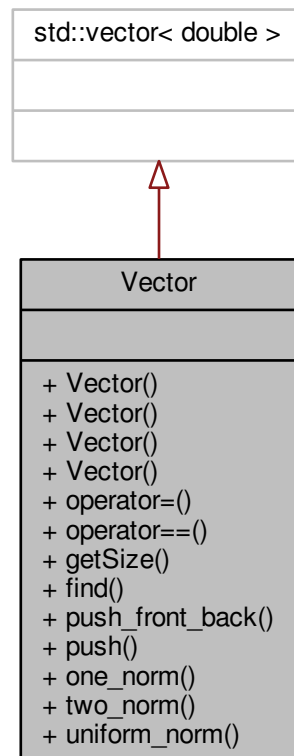 std::vector< double >
Vector
+ Vector()
+ Vector()
+ Vector()
+ Vector()
+ operator=()
+ operator==()
+ getSize()
+ find()
+ push_front_back()
+ push()
+ one_norm()
+ two_norm()
+ uniform_norm()